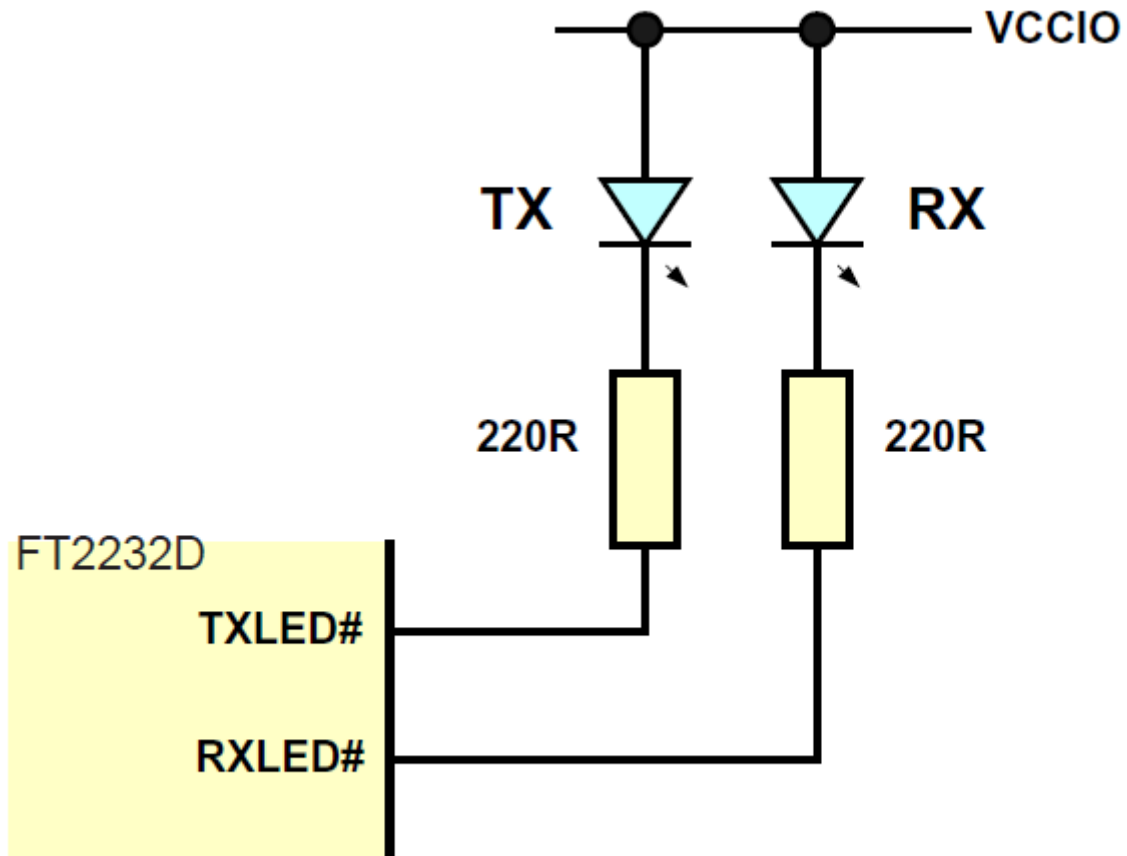 VCCIO
TX
RX
220R
220R
FT2232D
TXLED#
RXLED#